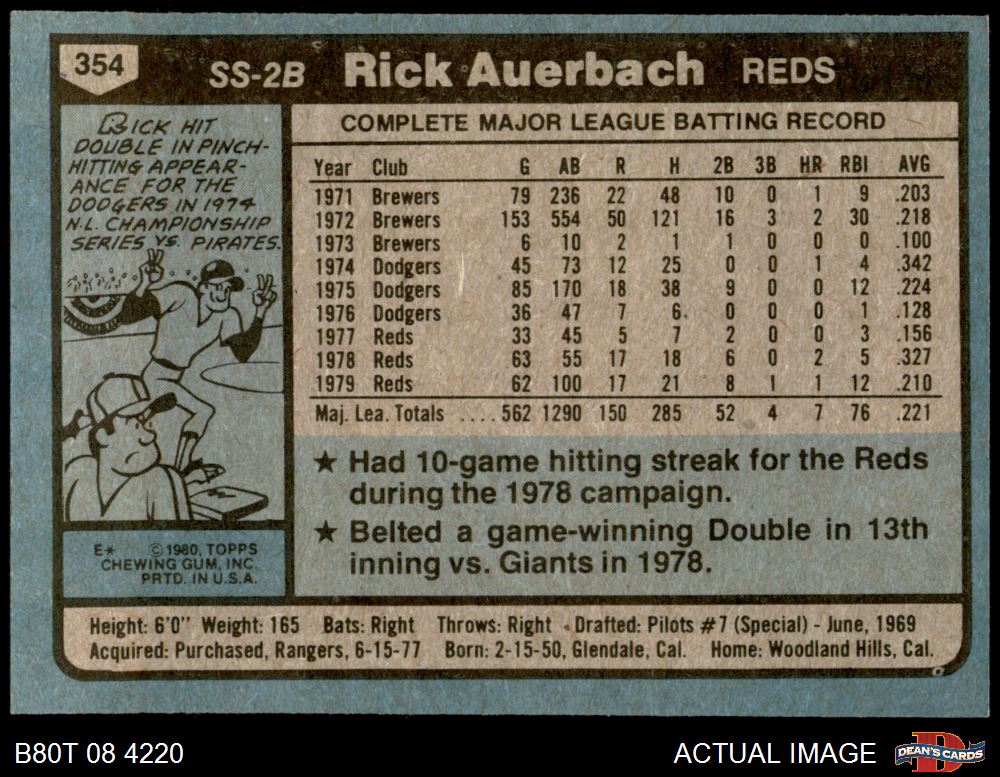 354 SS-2B Rick Auerbach REDS
RICK HIT
DOUBLE IN PINCH-
HITTING APPEAR-
ANCE FOR THE
DODGERS IN 1974
N.L. CHAMPIONSHIP
SERIES VS. PIRATES.
COMPLETE MAJOR LEAGUE BATTING RECORD
Year Club G AB R H 2B 3B HR RBI AVG
1971 Brewers 79 236 22 48 10 0 1 9 .203
1972 Brewers 153 554 50 121 16 3 2 30 .218
1973 Brewers 6 10 2 1 1 0 0 0 .100
1974 Dodgers 45 73 12 25 0 0 1 4 .342
1975 Dodgers 85 170 18 38 9 0 0 12 .224
1976 Dodgers 36 47 7 6 0 0 0 1 .128
1977 Reds 33 45 5 7 2 0 0 3 .156
1978 Reds 63 55 17 18 6 0 2 5 .327
1979 Reds 62 100 17 21 8 1 1 12 .210
Maj. Lea. Totals ....562 1290 150 285 52 4 7 76 .221
★ Had 10-game hitting streak for the Reds
during the 1978 campaign.
★ Belted a game-winning Double in 13th
inning vs. Giants in 1978.
E* © 1980, TOPPS
CHEWING GUM, INC.
PRTD. IN U.S.A.
Height: 6'0" Weight: 165 Bats: Right Throws: Right Drafted: Pilots #7 (Special) - June, 1969
Acquired: Purchased, Rangers, 6-15-77 Born: 2-15-50, Glendale, Cal. Home: Woodland Hills, Cal.
B80T 08 4220 ACTUAL IMAGE DEAN'S CARDS